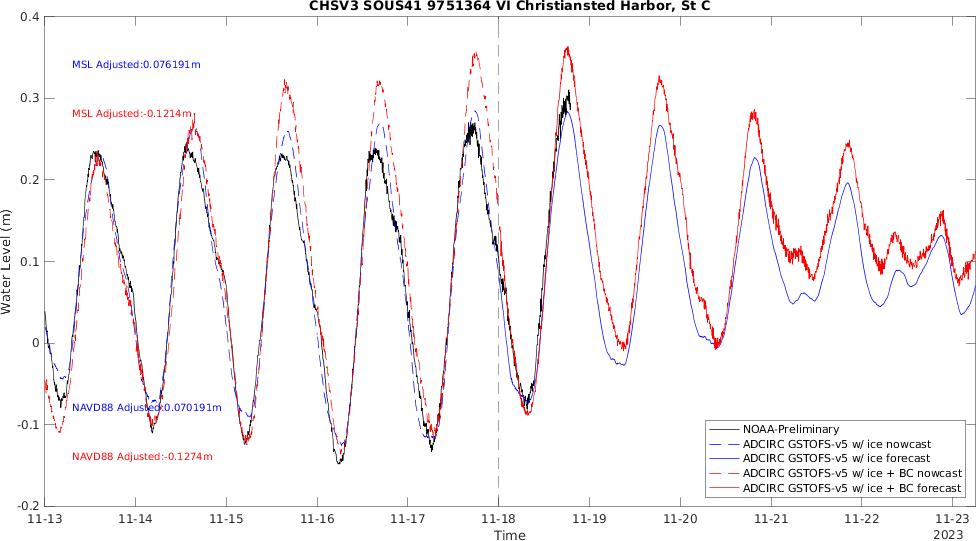 CHSV3 SOUS41 9751364 VI Christiansted Harbor, St C
0.4
0.3
0.2
0.1
0
-0.1
-0.2
Water Level (m)
MSL Adjusted:0.076191m
MSL Adjusted:-0.1214m
NAVD88 Adjusted:0.070191m
NAVD88 Adjusted:-0.1274m
NOAA-Preliminary
ADCIRC GSTOFS-v5 w/ ice nowcast
ADCIRC GSTOFS-v5 w/ ice forecast
ADCIRC GSTOFS-v5 w/ ice + BC nowcast
ADCIRC GSTOFS-v5 w/ ice + BC forecast
11-13 11-14 11-15 11-16 11-17 11-18 11-19 11-20 11-21 11-22 11-23
Time 2023